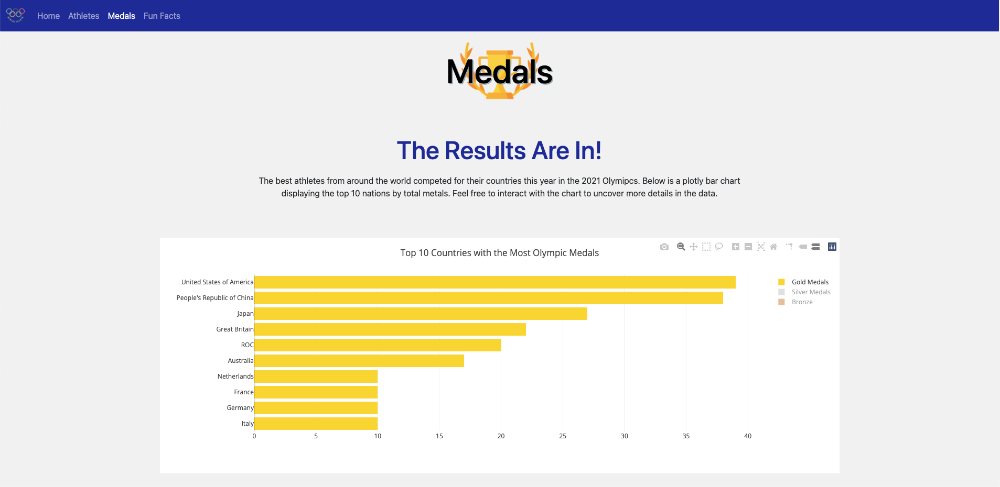 Home Athletes Medals Fun Facts
Medals
The Results Are In!
The best athletes from around the world competed for their countries this year in the 2021 Olymipcs. Below is a plotly bar chart
displaying the top 10 nations by total metals. Feel free to interact with the chart to uncover more details in the data.
Top 10 Countries with the Most Olympic Medals
United States of America
People's Republic of China
Japan
Great Britain
ROC
Australia
Netherlands
France
Germany
Italy
0 5 10 15 20 25 30 35 40
Gold Medals
Silver Medals
Bronze